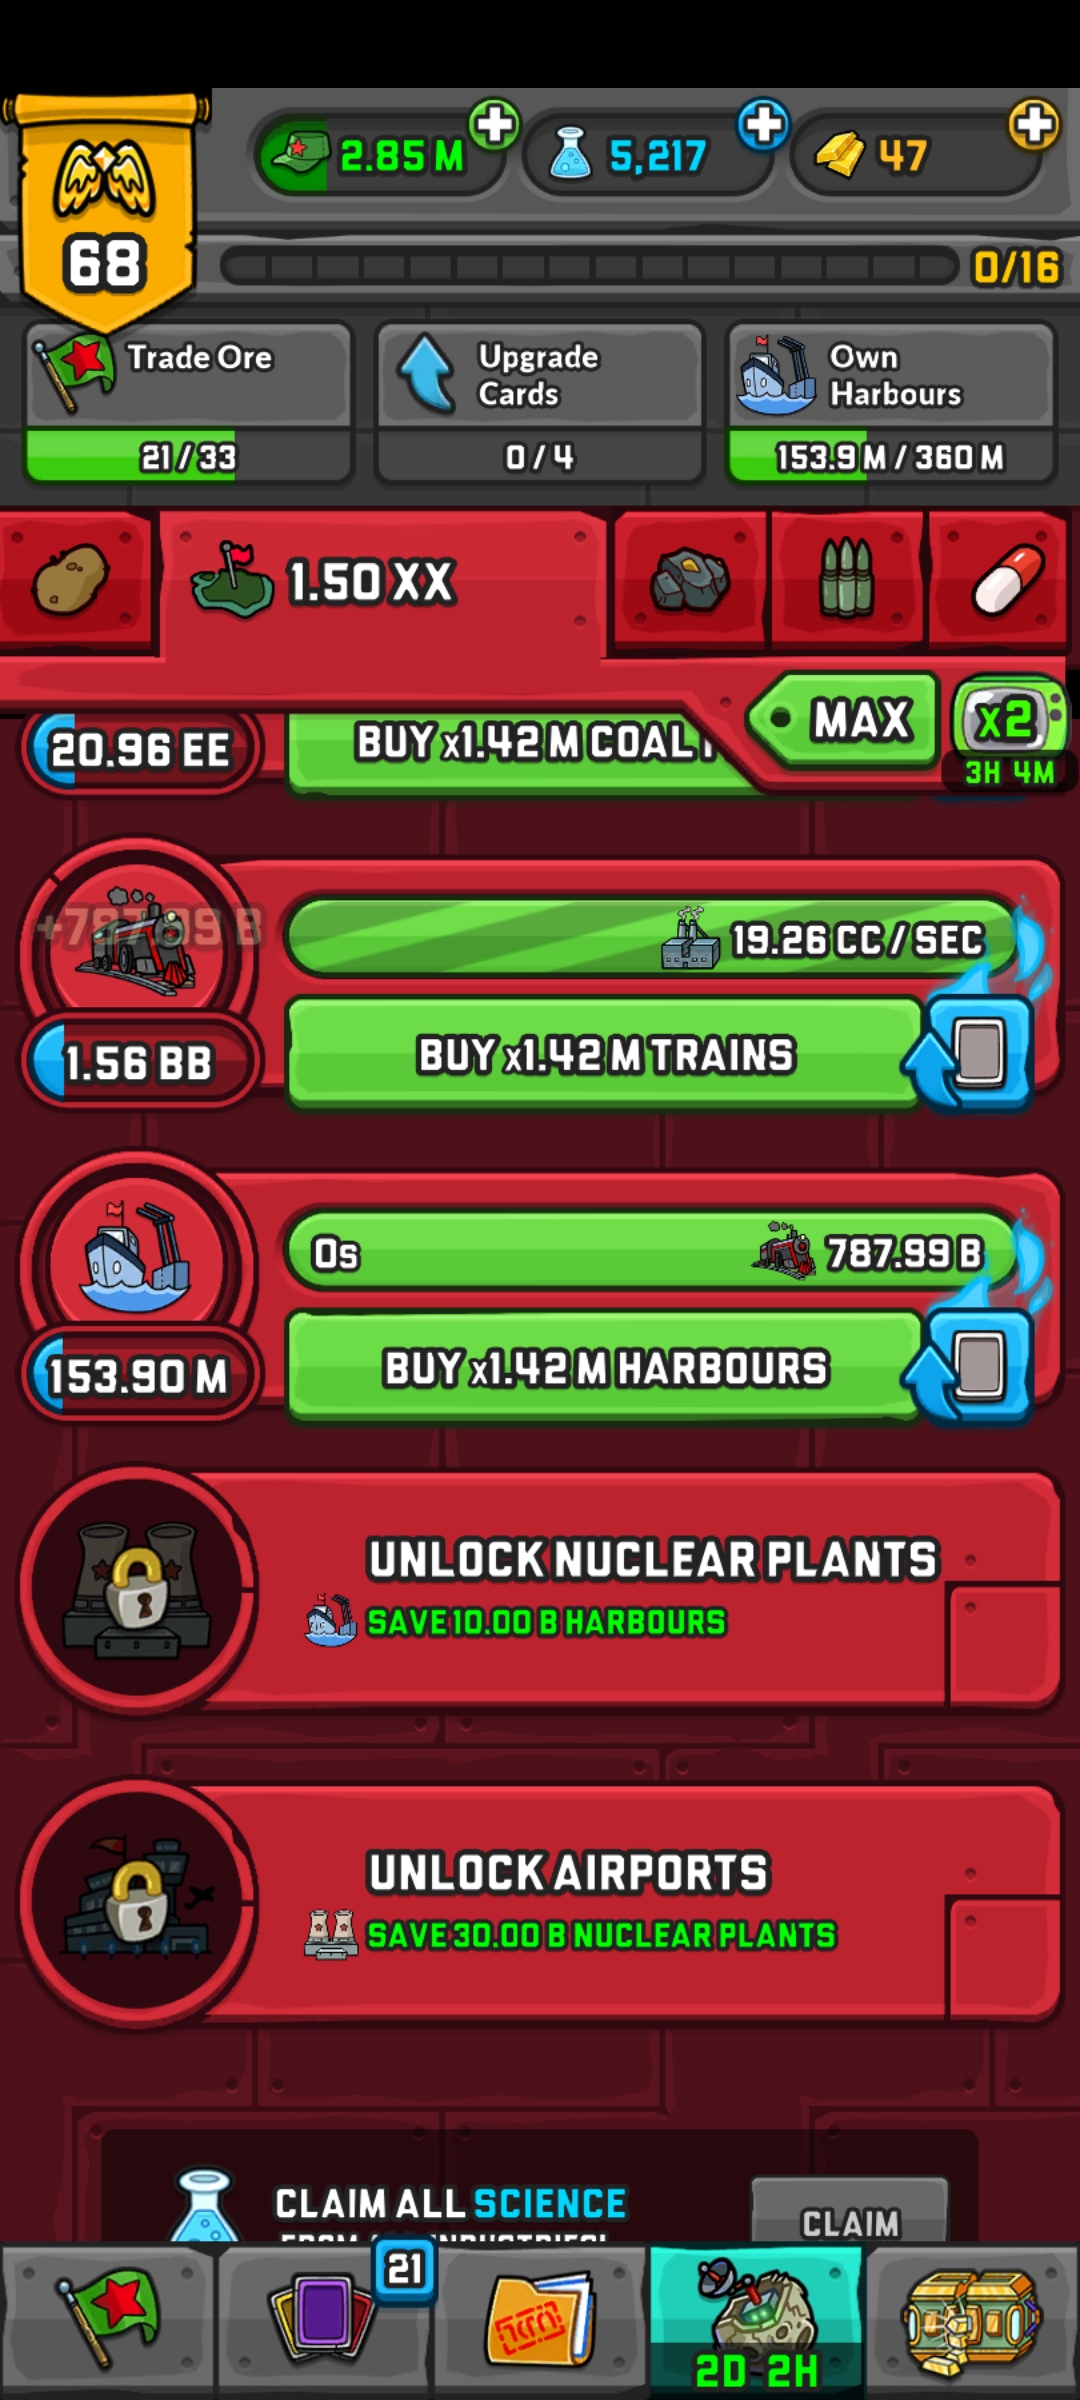 2.85 M
5,217
47
68
0/16
Trade Ore
Upgrade
Cards
Own
Harbours
21/33
0/4
153.9 M / 360 M
1.50 XX
MAX
x2
3H 4M
20.96 EE
BUY x1.42 M COAL
19.26 CC / SEC
1.56 BB
BUY x1.42 M TRAINS
0s
787.99 B
153.90 M
BUY x1.42 M HARBOURS
UNLOCK NUCLEAR PLANTS
SAVE 10.00 B HARBOURS
UNLOCK AIRPORTS
SAVE 30.00 B NUCLEAR PLANTS
CLAIM ALL SCIENCE
CLAIM
21
2D 2H